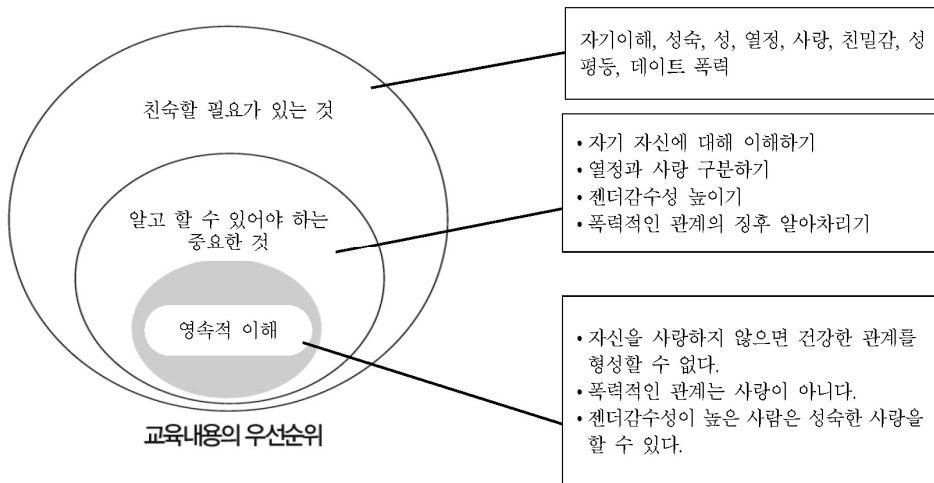 자기이해, 성숙, 성, 열정, 사랑, 친밀감, 성
평등, 데이트 폭력
친숙할 필요가 있는 것
• 자기 자신에 대해 이해하기
• 열정과 사랑 구분하기
• 젠더감수성 높이기
• 폭력적인 관계의 징후 알아차리기
알고 할 수 있어야 하는
중요한 것
영속적 이해
• 자신을 사랑하지 않으면 건강한 관계를
형성할 수 없다.
• 폭력적인 관계는 사랑이 아니다.
• 젠더감수성이 높은 사람은 성숙한 사랑을
할 수 있다.
교육내용의 우선순위